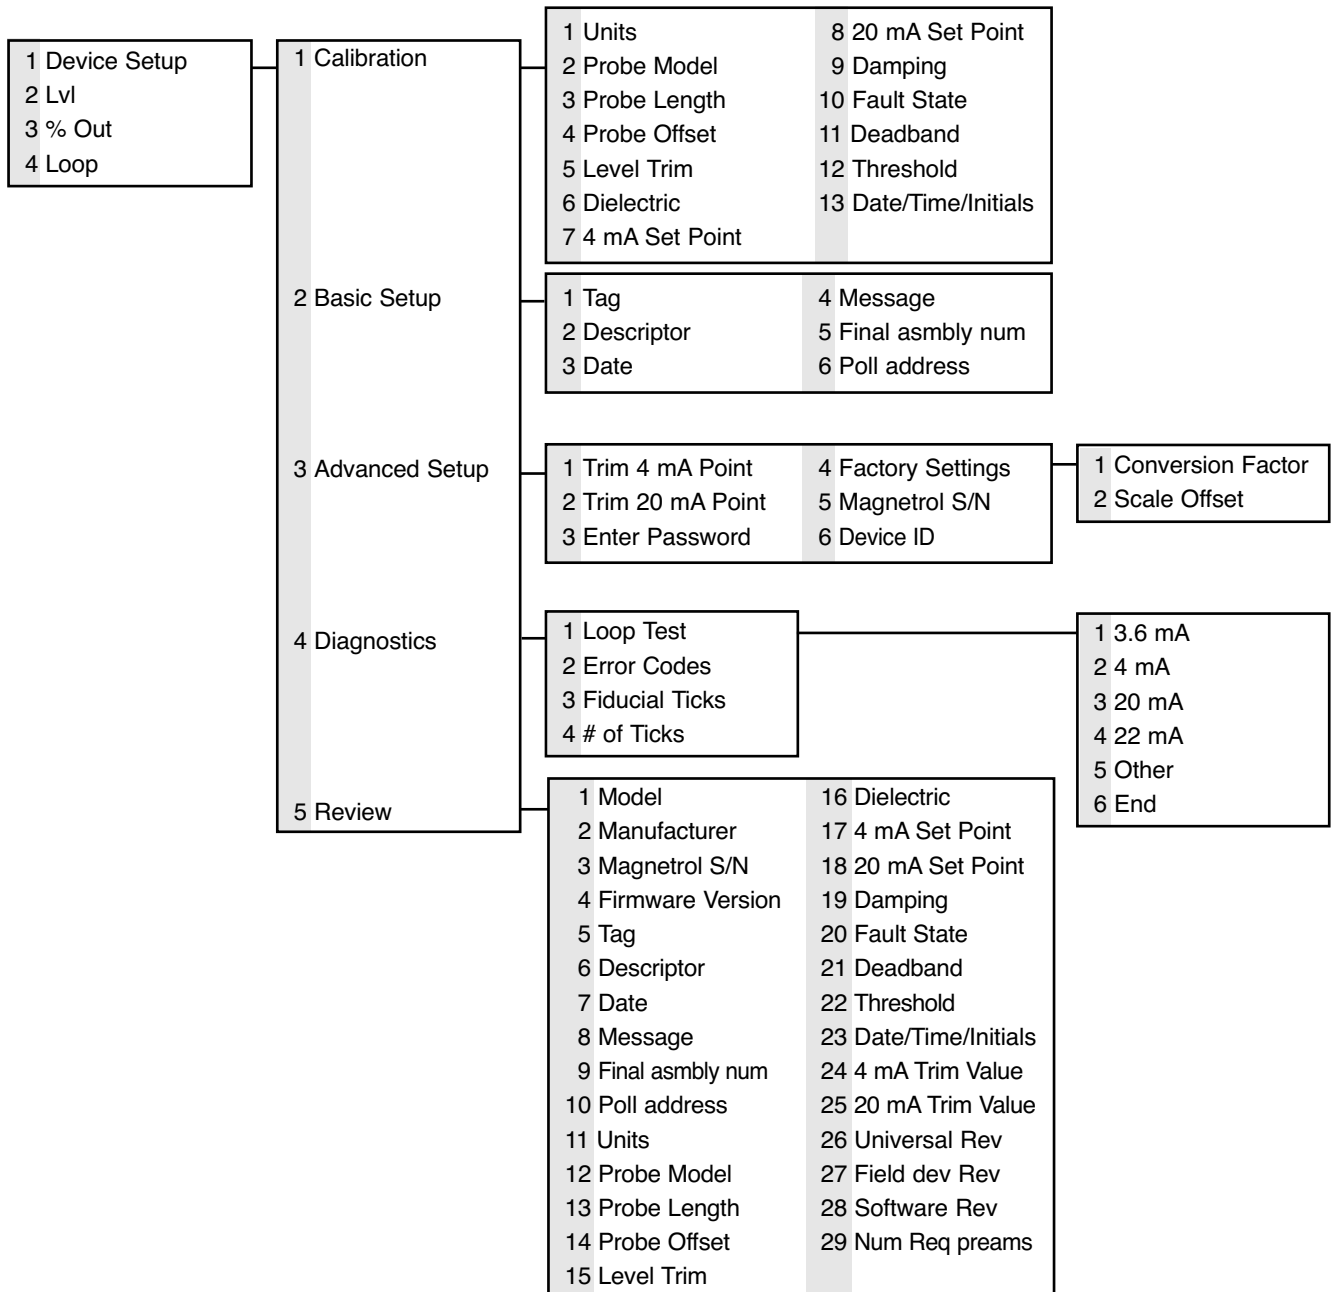 1 Device Setup
2 Lvl
3 % Out
4 Loop
1 Calibration
2 Basic Setup
3 Advanced Setup
4 Diagnostics
5 Review
1 Units
2 Probe Model
3 Probe Length
4 Probe Offset
5 Level Trim
6 Dielectric
7 4 mA Set Point
8 20 mA Set Point
9 Damping
10 Fault State
11 Deadband
12 Threshold
13 Date/Time/Initials
1 Tag
2 Descriptor
3 Date
4 Message
5 Final asmbly num
6 Poll address
1 Trim 4 mA Point
2 Trim 20 mA Point
3 Enter Password
4 Factory Settings
5 Magnetrol S/N
6 Device ID
1 Conversion Factor
2 Scale Offset
1 Loop Test
2 Error Codes
3 Fiducial Ticks
4 # of Ticks
1 3.6 mA
2 4 mA
3 20 mA
4 22 mA
5 Other
6 End
1 Model
2 Manufacturer
3 Magnetrol S/N
4 Firmware Version
5 Tag
6 Descriptor
7 Date
8 Message
9 Final asmbly num
10 Poll address
11 Units
12 Probe Model
13 Probe Length
14 Probe Offset
15 Level Trim
16 Dielectric
17 4 mA Set Point
18 20 mA Set Point
19 Damping
20 Fault State
21 Deadband
22 Threshold
23 Date/Time/Initials
24 4 mA Trim Value
25 20 mA Trim Value
26 Universal Rev
27 Field dev Rev
28 Software Rev
29 Num Req preams